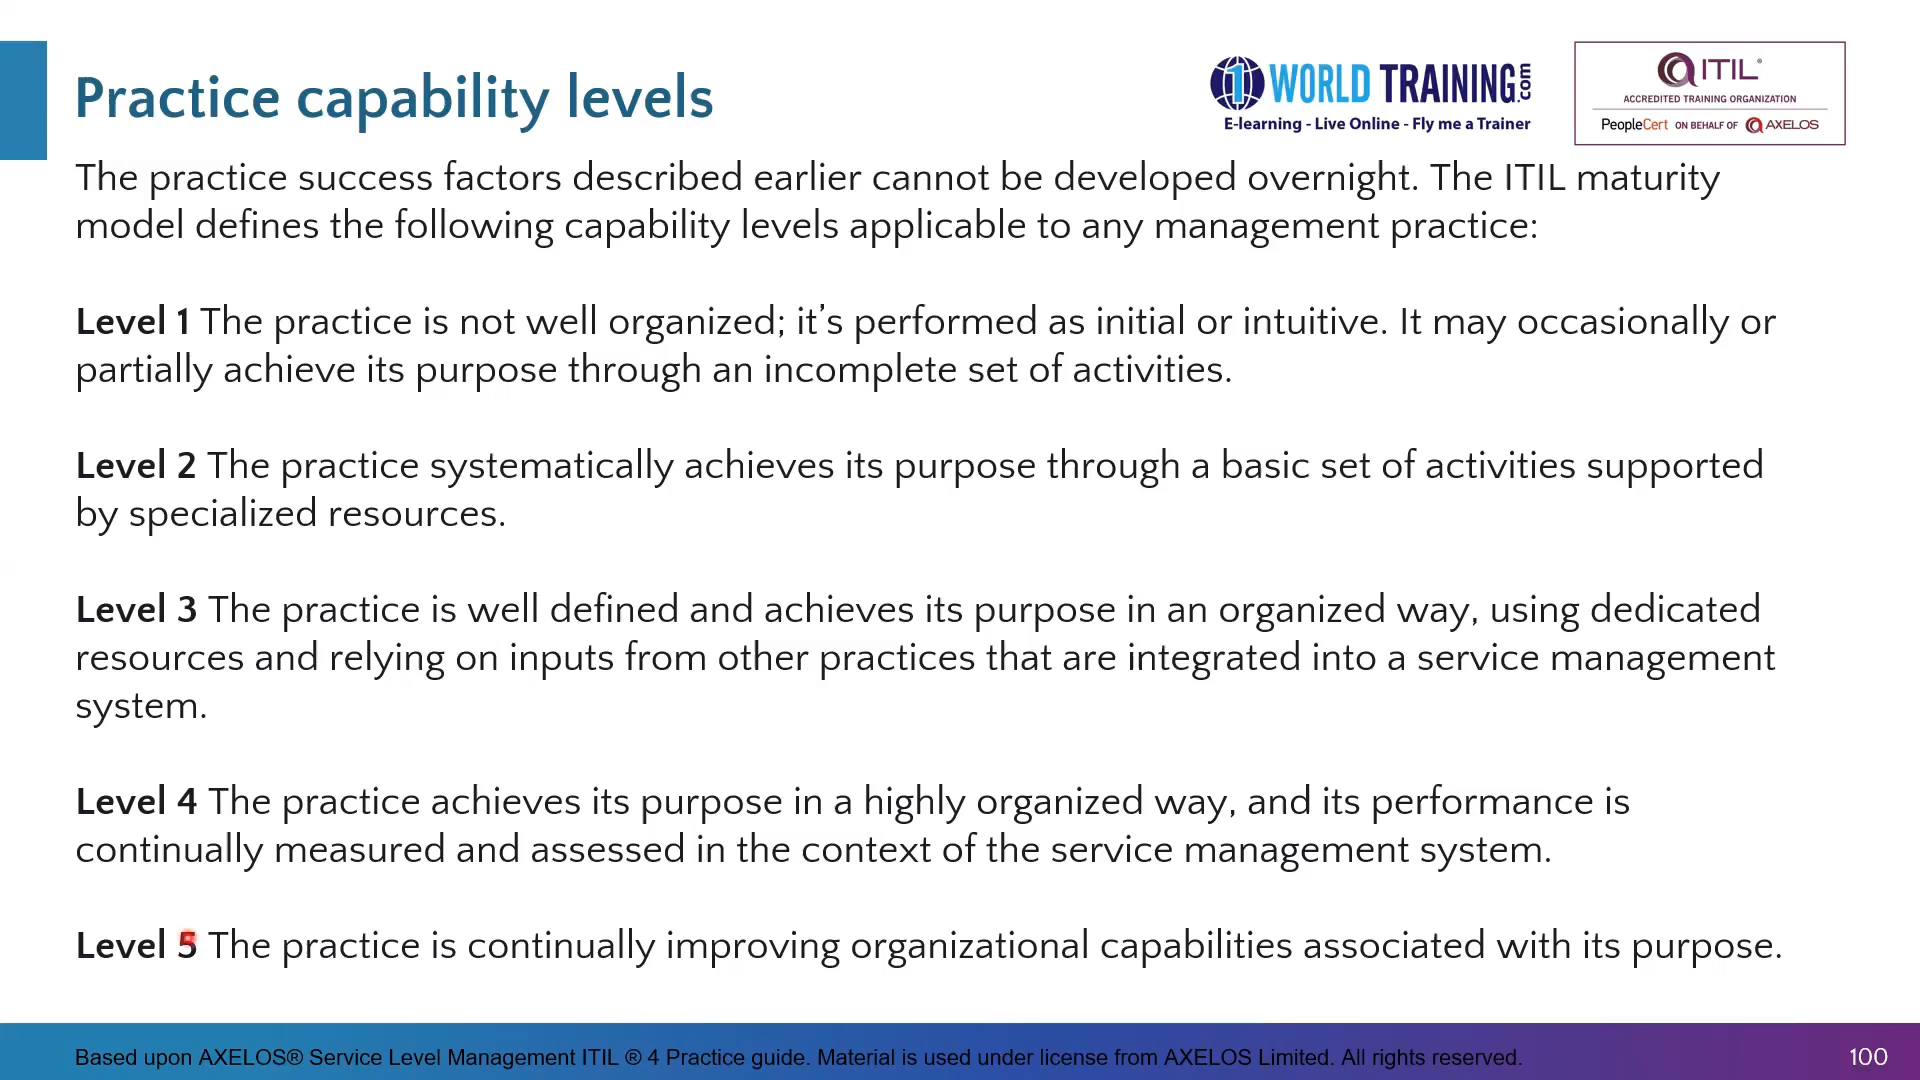 Practice capability levels
1 WORLD TRAINING.com
E-learning - Live Online - Fly me a Trainer
ITIL®
ACCREDITED TRAINING ORGANIZATION
PeopleCert ON BEHALF OF AXELOS
The practice success factors described earlier cannot be developed overnight. The ITIL maturity
model defines the following capability levels applicable to any management practice:
Level 1 The practice is not well organized; it’s performed as initial or intuitive. It may occasionally or
partially achieve its purpose through an incomplete set of activities.
Level 2 The practice systematically achieves its purpose through a basic set of activities supported
by specialized resources.
Level 3 The practice is well defined and achieves its purpose in an organized way, using dedicated
resources and relying on inputs from other practices that are integrated into a service management
system.
Level 4 The practice achieves its purpose in a highly organized way, and its performance is
continually measured and assessed in the context of the service management system.
Level 5 The practice is continually improving organizational capabilities associated with its purpose.
Based upon AXELOS® Service Level Management ITIL ® 4 Practice guide. Material is used under license from AXELOS Limited. All rights reserved.
100